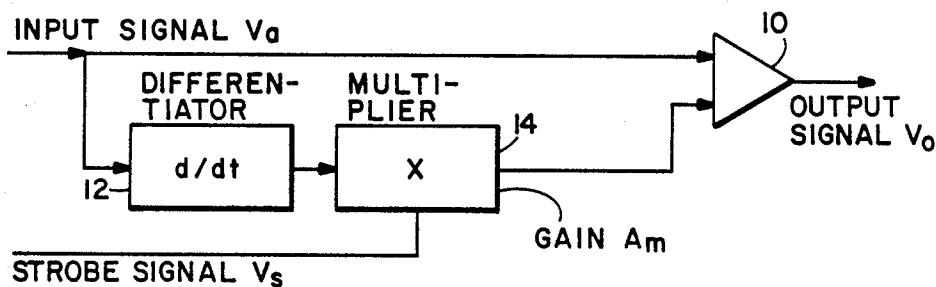 INPUT SIGNAL Va
10
DIFFEREN-
TIATOR
MULTI-
PLIER
14
OUTPUT
SIGNAL Vo
12
d/dt
X
GAIN Am
STROBE SIGNAL Vs